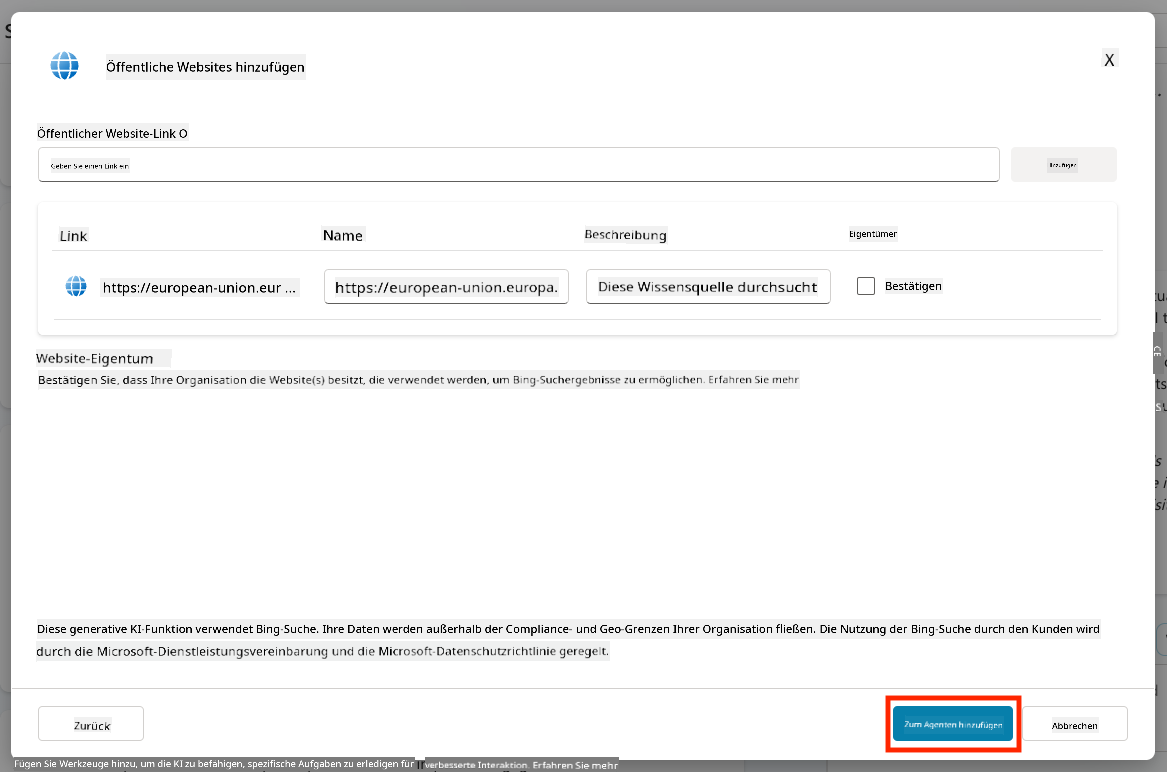 Öffentliche Websites hinzufügen
X
Öffentlicher Website-Link O
Geben Sie einen Link ein
Hinzufügen
Link Name Beschreibung Eigentümer
https://european-union.eur ... https://european-union.europa. Diese Wissensquelle durchsucht Bestätigen
Website-Eigentum
Bestätigen Sie, dass Ihre Organisation die Website(s) besitzt, die verwendet werden, um Bing-Suchergebnisse zu ermöglichen. Erfahren Sie mehr
Diese generative KI-Funktion verwendet Bing-Suche. Ihre Daten werden außerhalb der Compliance- und Geo-Grenzen Ihrer Organisation fließen. Die Nutzung der Bing-Suche durch den Kunden wird
durch die Microsoft-Dienstleistungsvereinbarung und die Microsoft-Datenschutzrichtlinie geregelt.
Zurück Zum Agenten hinzufügen Abbrechen
Fügen Sie Werkzeuge hinzu, um die KI zu befähigen, spezifische Aufgaben zu erledigen für verbesserte Interaktion. Erfahren Sie mehr